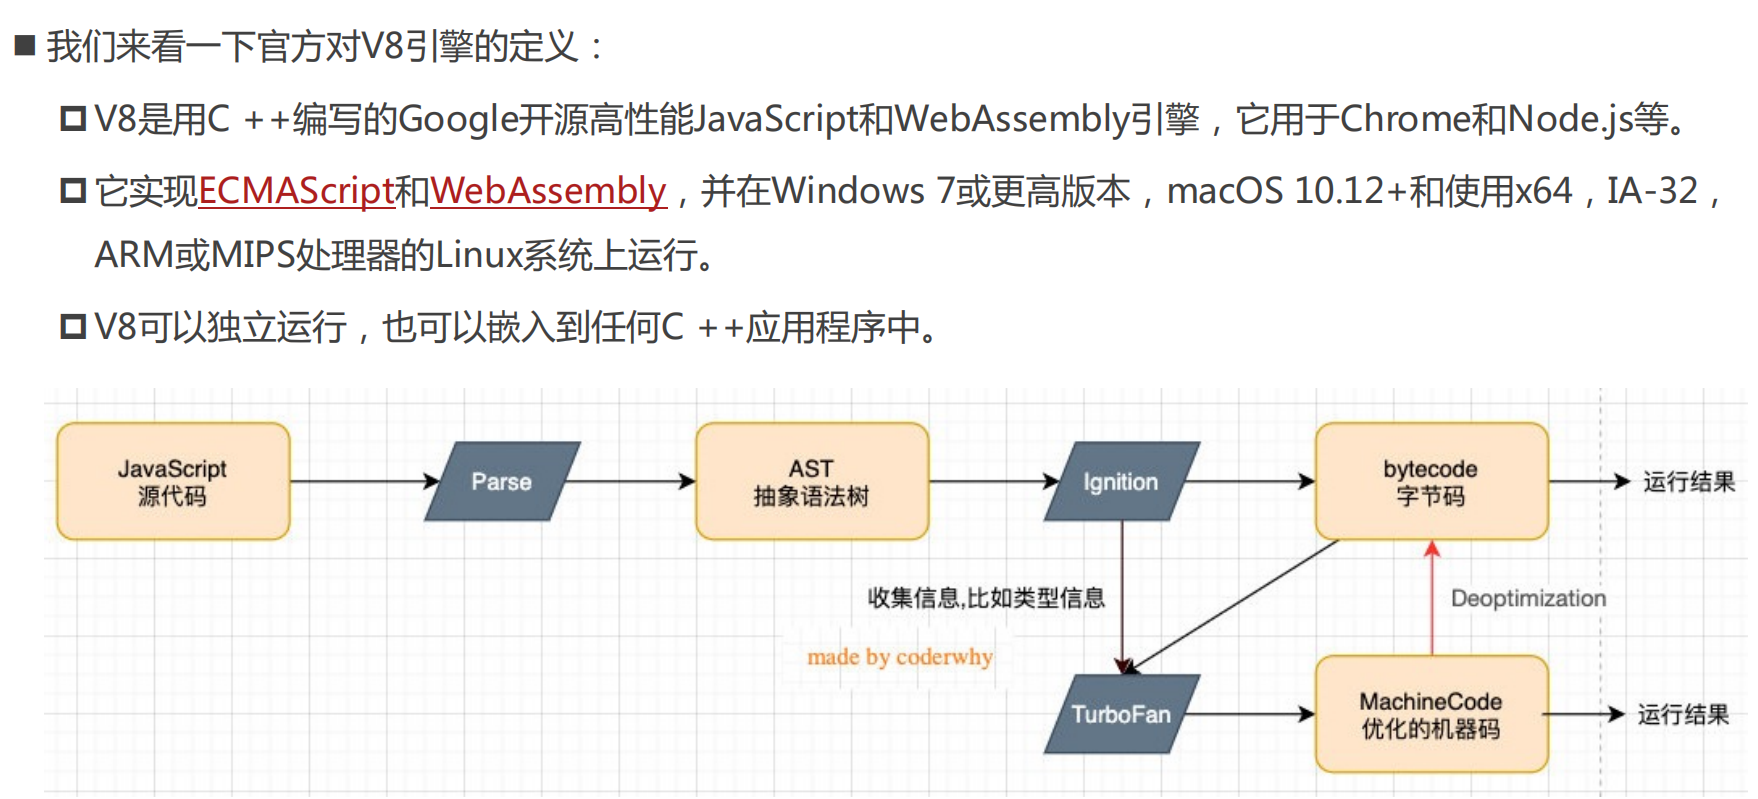 我们来看一下官方对V8引擎的定义：
V8是用C ++编写的Google开源高性能JavaScript和WebAssembly引擎，它用于Chrome和Node.js等。
它实现ECMAScript和WebAssembly，并在Windows 7或更高版本，macOS 10.12+和使用x64，IA-32，
ARM或MIPS处理器的Linux系统上运行。
V8可以独立运行，也可以嵌入到任何C ++应用程序中。
JavaScript
源代码
Parse
AST
抽象语法树
Ignition
bytecode
字节码
运行结果
收集信息,比如类型信息
Deoptimization
made by coderwhy
TurboFan
MachineCode
优化的机器码
运行结果